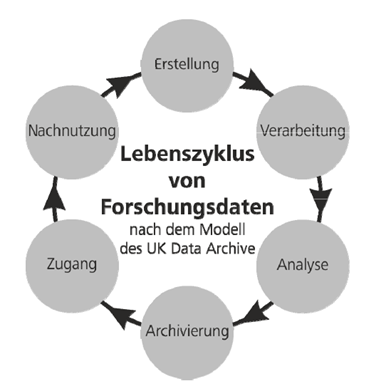 Erstellung
Verarbeitung
Analyse
Archivierung
Zugang
Nachnutzung
Lebenszyklus
von
Forschungsdaten
nach dem Modell
des UK Data Archive